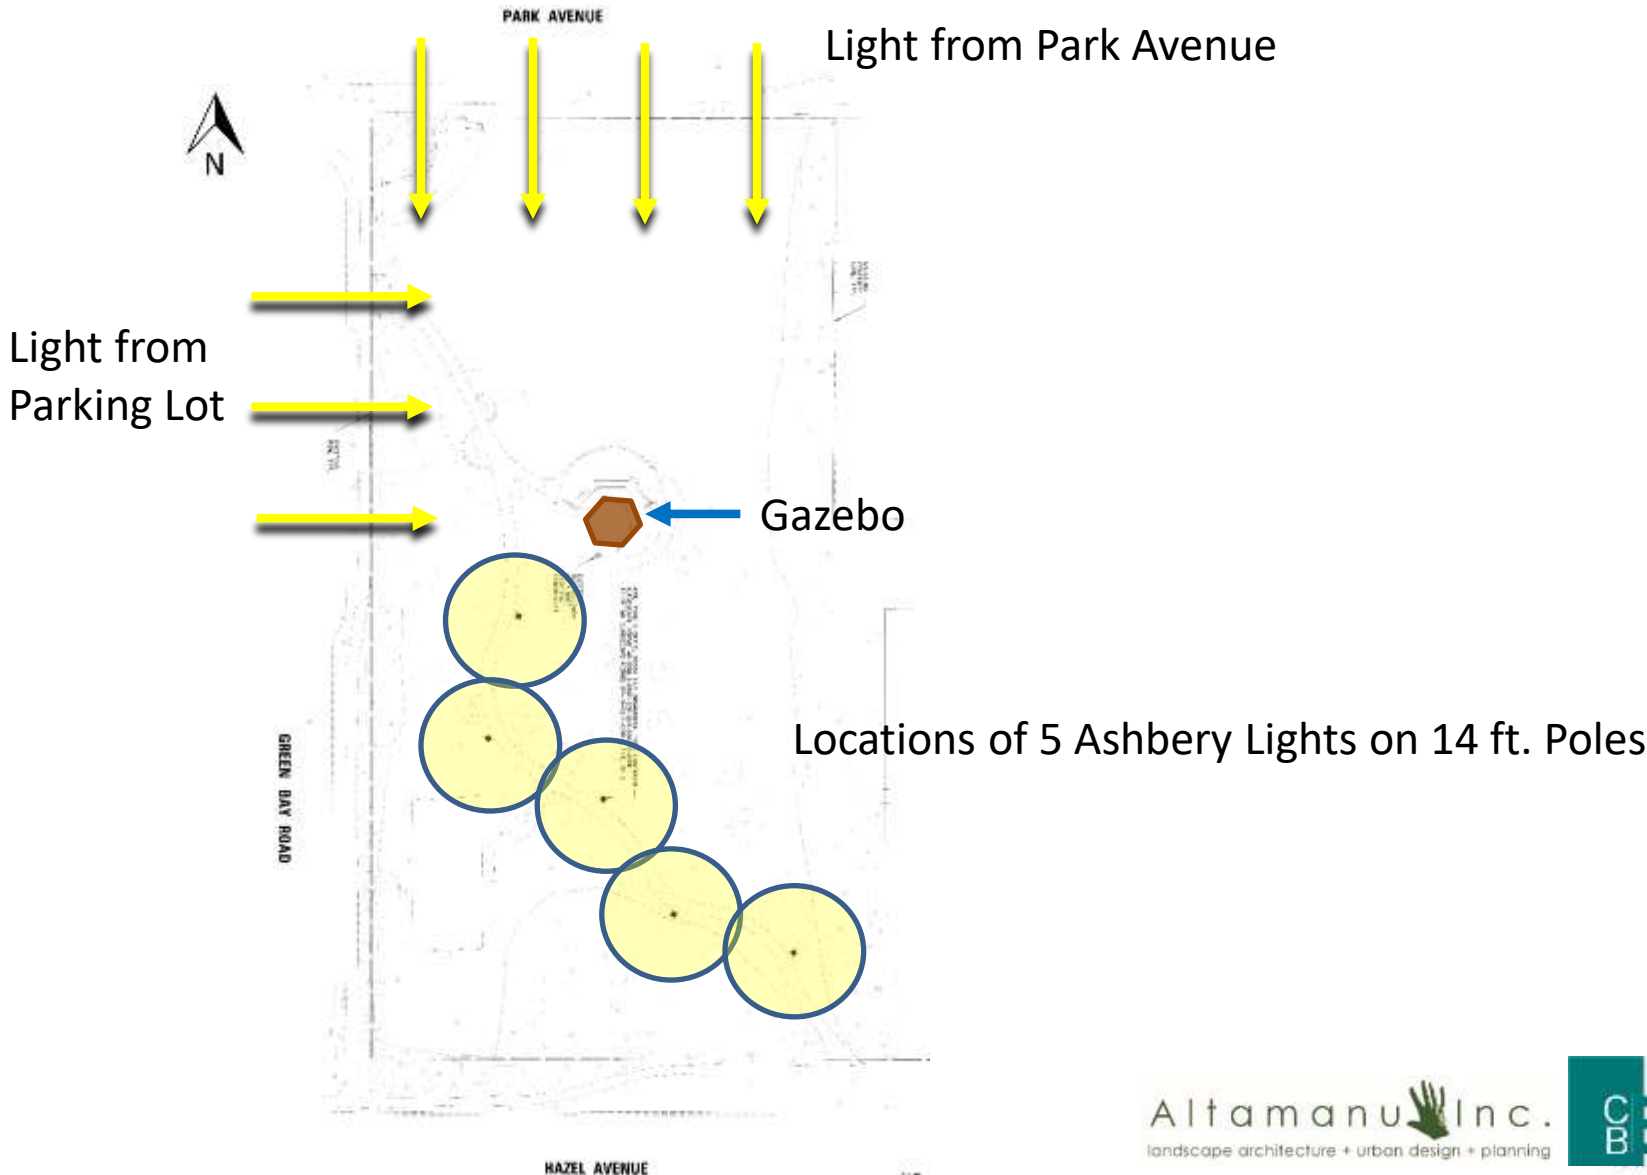 PARK AVENUE
Light from Park Avenue
N
Light from
Parking Lot
Gazebo
Locations of 5 Ashbery Lights on 14 ft. Poles
GREEN BAY ROAD
HAZEL AVENUE
Altamanu Inc.
landscape architecture + urban design + planning
C
B